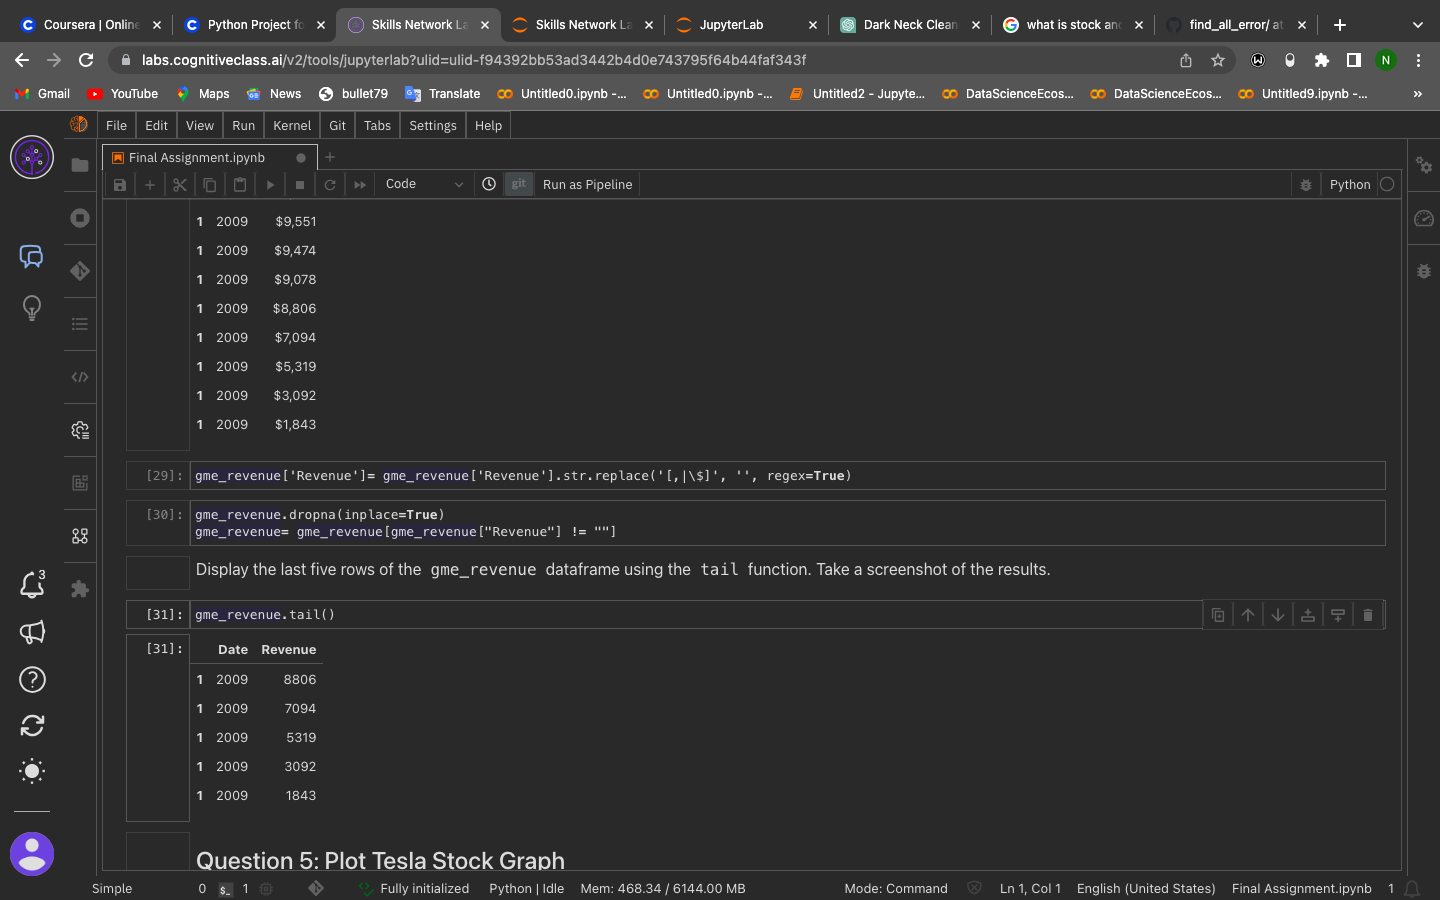 Coursera | Online
Python Project fo
Skills Network La
Skills Network La
JupyterLab
Dark Neck Clean
what is stock and
find_all_error/ at
labs.cognitiveclass.ai/v2/tools/jupyterlab?ulid=ulid-f94392bb53ad3442b4d0e743795f64b44faf343f
N
Gmail YouTube Maps News bullet79 Translate Untitled0.ipynb -... Untitled0.ipynb -... Untitled2 - Jupyte... DataScienceEcos... DataScienceEcos... Untitled9.ipynb -... »
File Edit View Run Kernel Git Tabs Settings Help
Final Assignment.ipynb
Code git Run as Pipeline Python
1 2009 $9,551
1 2009 $9,474
1 2009 $9,078
1 2009 $8,806
1 2009 $7,094
1 2009 $5,319
1 2009 $3,092
1 2009 $1,843
[29]: gme_revenue['Revenue']= gme_revenue['Revenue'].str.replace('[,|\$]', '', regex=True)
[30]: gme_revenue.dropna(inplace=True)
gme_revenue= gme_revenue[gme_revenue["Revenue"] != ""]
Display the last five rows of the gme_revenue dataframe using the tail function. Take a screenshot of the results.
[31]: gme_revenue.tail()
[31]: Date Revenue
1 2009 8806
1 2009 7094
1 2009 5319
1 2009 3092
1 2009 1843
3
Question 5: Plot Tesla Stock Graph
Simple 0 $_ 1 Fully initialized Python | Idle Mem: 468.34 / 6144.00 MB Mode: Command Ln 1, Col 1 English (United States) Final Assignment.ipynb 1